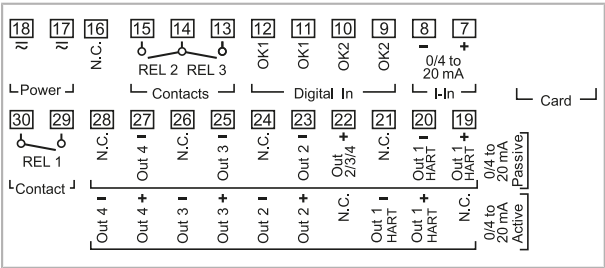 18 17 16 15 14 13 12 11 10 9 8 7
≂ ≂ N.C. OK1 OK1 OK2 OK2 − +
REL 2 REL 3 0/4 to
20 mA
Power Contacts Digital In I-In Card
30 29 28 27 26 25 24 23 22 21 20 19
REL 1 N.C. Out 4 − N.C. Out 3 − N.C. Out 2 − Out 2/3/4 + N.C. Out 1 − HART Out 1 + HART 0/4 to 20 mA Passive
Contact
Out 4 − Out 4 + Out 3 − Out 3 + Out 2 − Out 2 + N.C. Out 1 − HART Out 1 + HART N.C. 0/4 to 20 mA Active